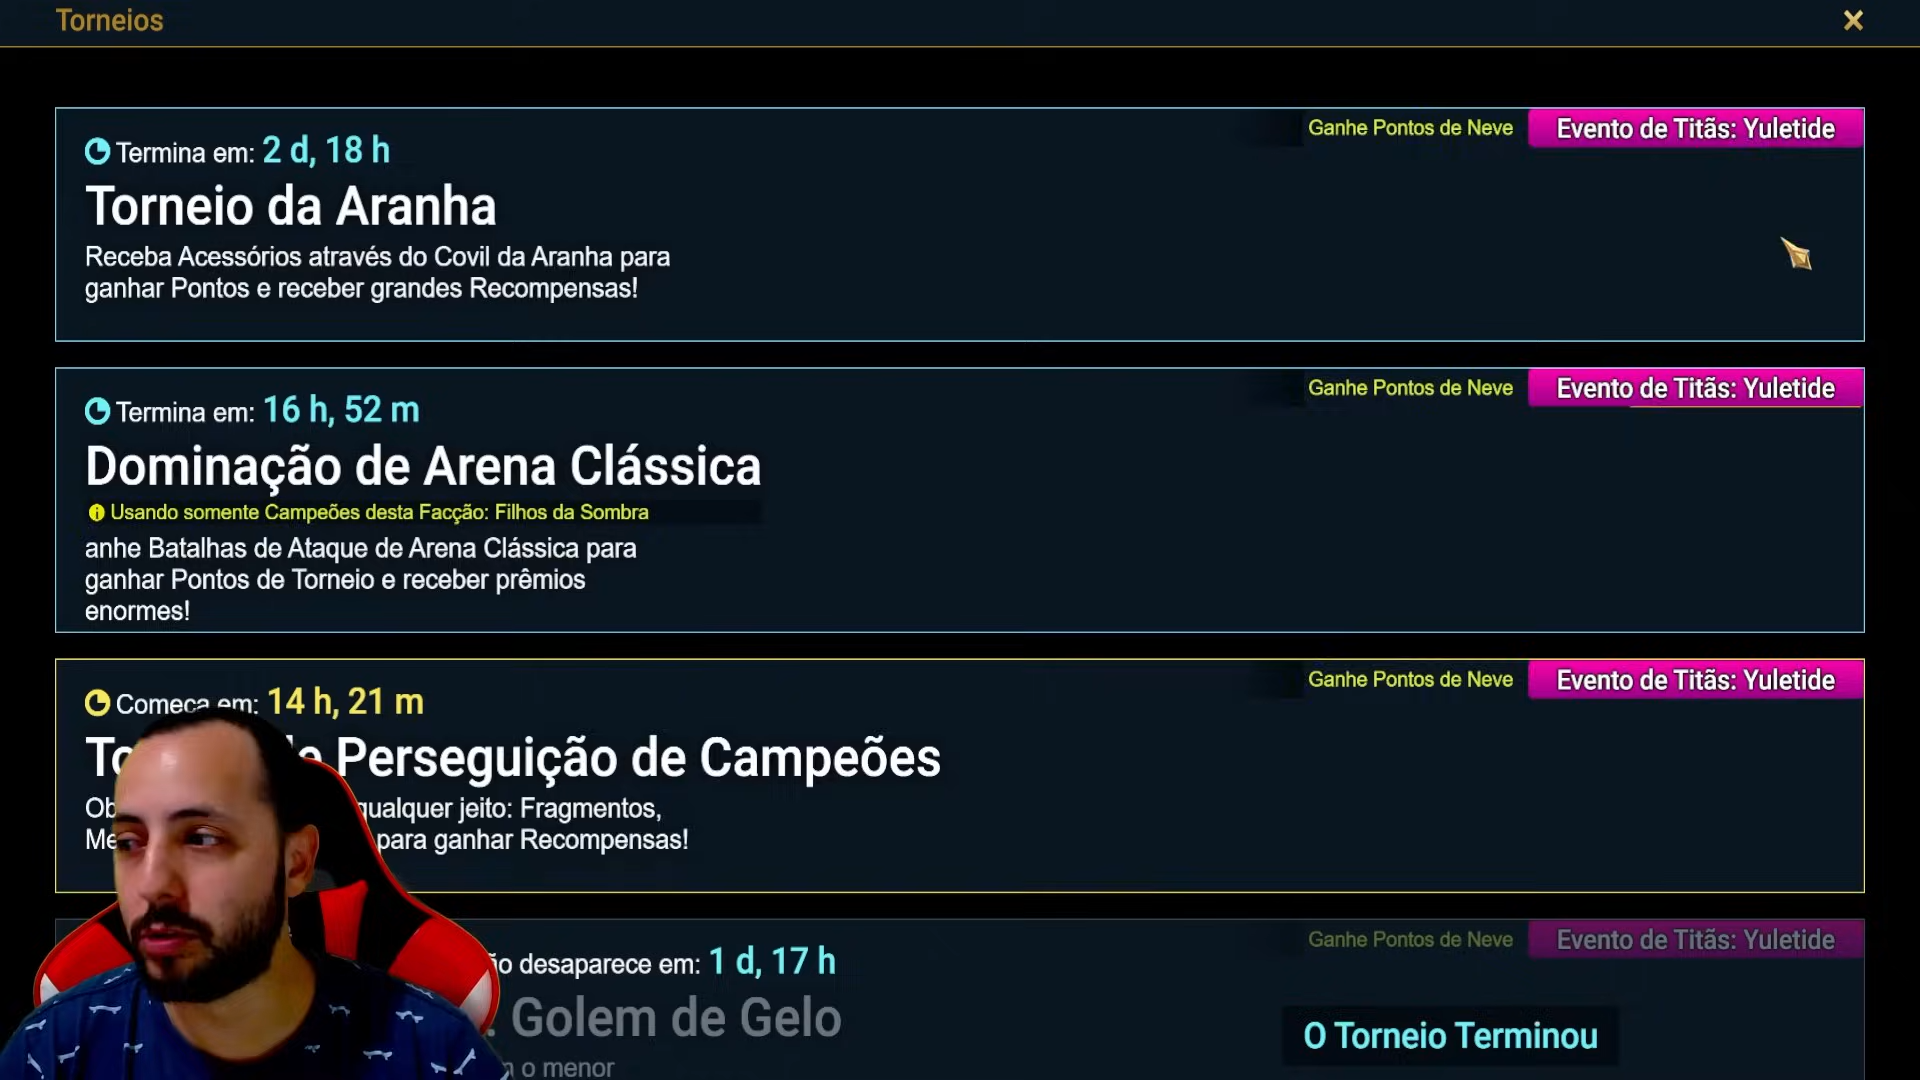 Torneios
Ganhe Pontos de Neve Evento de Titãs: Yuletide
Termina em: 2 d, 18 h
Torneio da Aranha
Receba Acessórios através do Covil da Aranha para
ganhar Pontos e receber grandes Recompensas!
Ganhe Pontos de Neve Evento de Titãs: Yuletide
Termina em: 16 h, 52 m
Dominação de Arena Clássica
Usando somente Campeões desta Facção: Filhos da Sombra
anhe Batalhas de Ataque de Arena Clássica para
ganhar Pontos de Torneio e receber prêmios
enormes!
Ganhe Pontos de Neve Evento de Titãs: Yuletide
Começa em: 14 h, 21 m
Perseguição de Campeões
qualquer jeito: Fragmentos,
para ganhar Recompensas!
Ganhe Pontos de Neve Evento de Titãs: Yuletide
desaparece em: 1 d, 17 h
Golem de Gelo
O Torneio Terminou
o menor